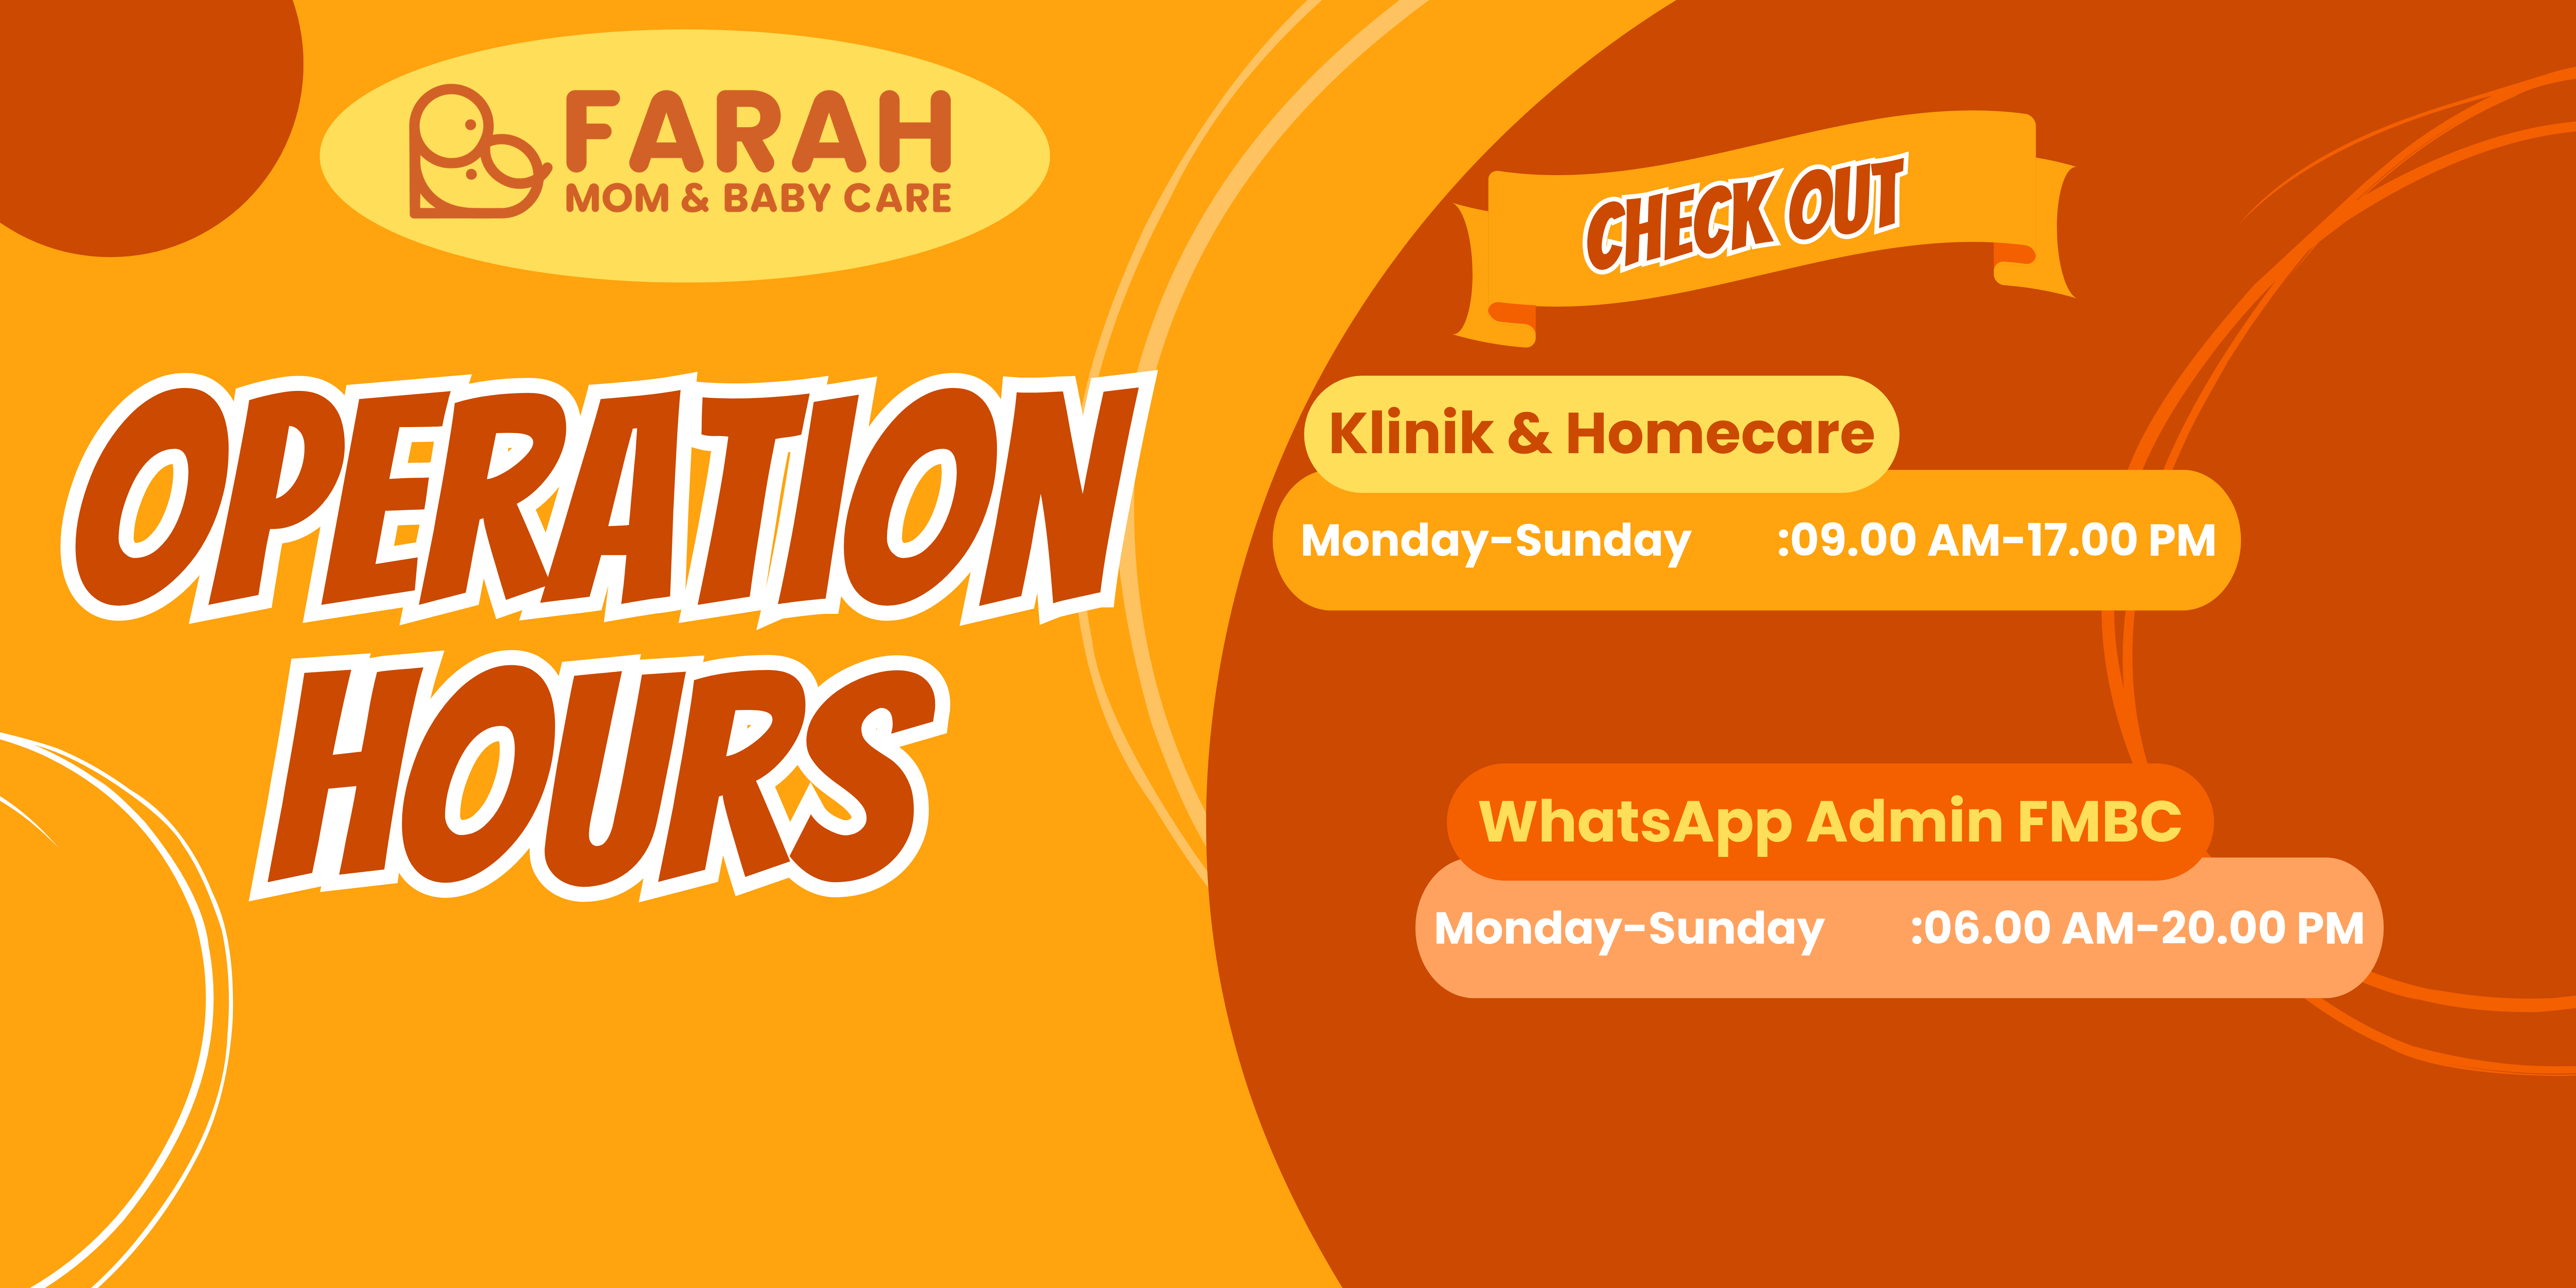 FARAH
MOM & BABY CARE
OPERATION
HOURS
CHECK OUT
Klinik & Homecare
Monday-Sunday :09.00 AM-17.00 PM
WhatsApp Admin FMBC
Monday-Sunday :06.00 AM-20.00 PM